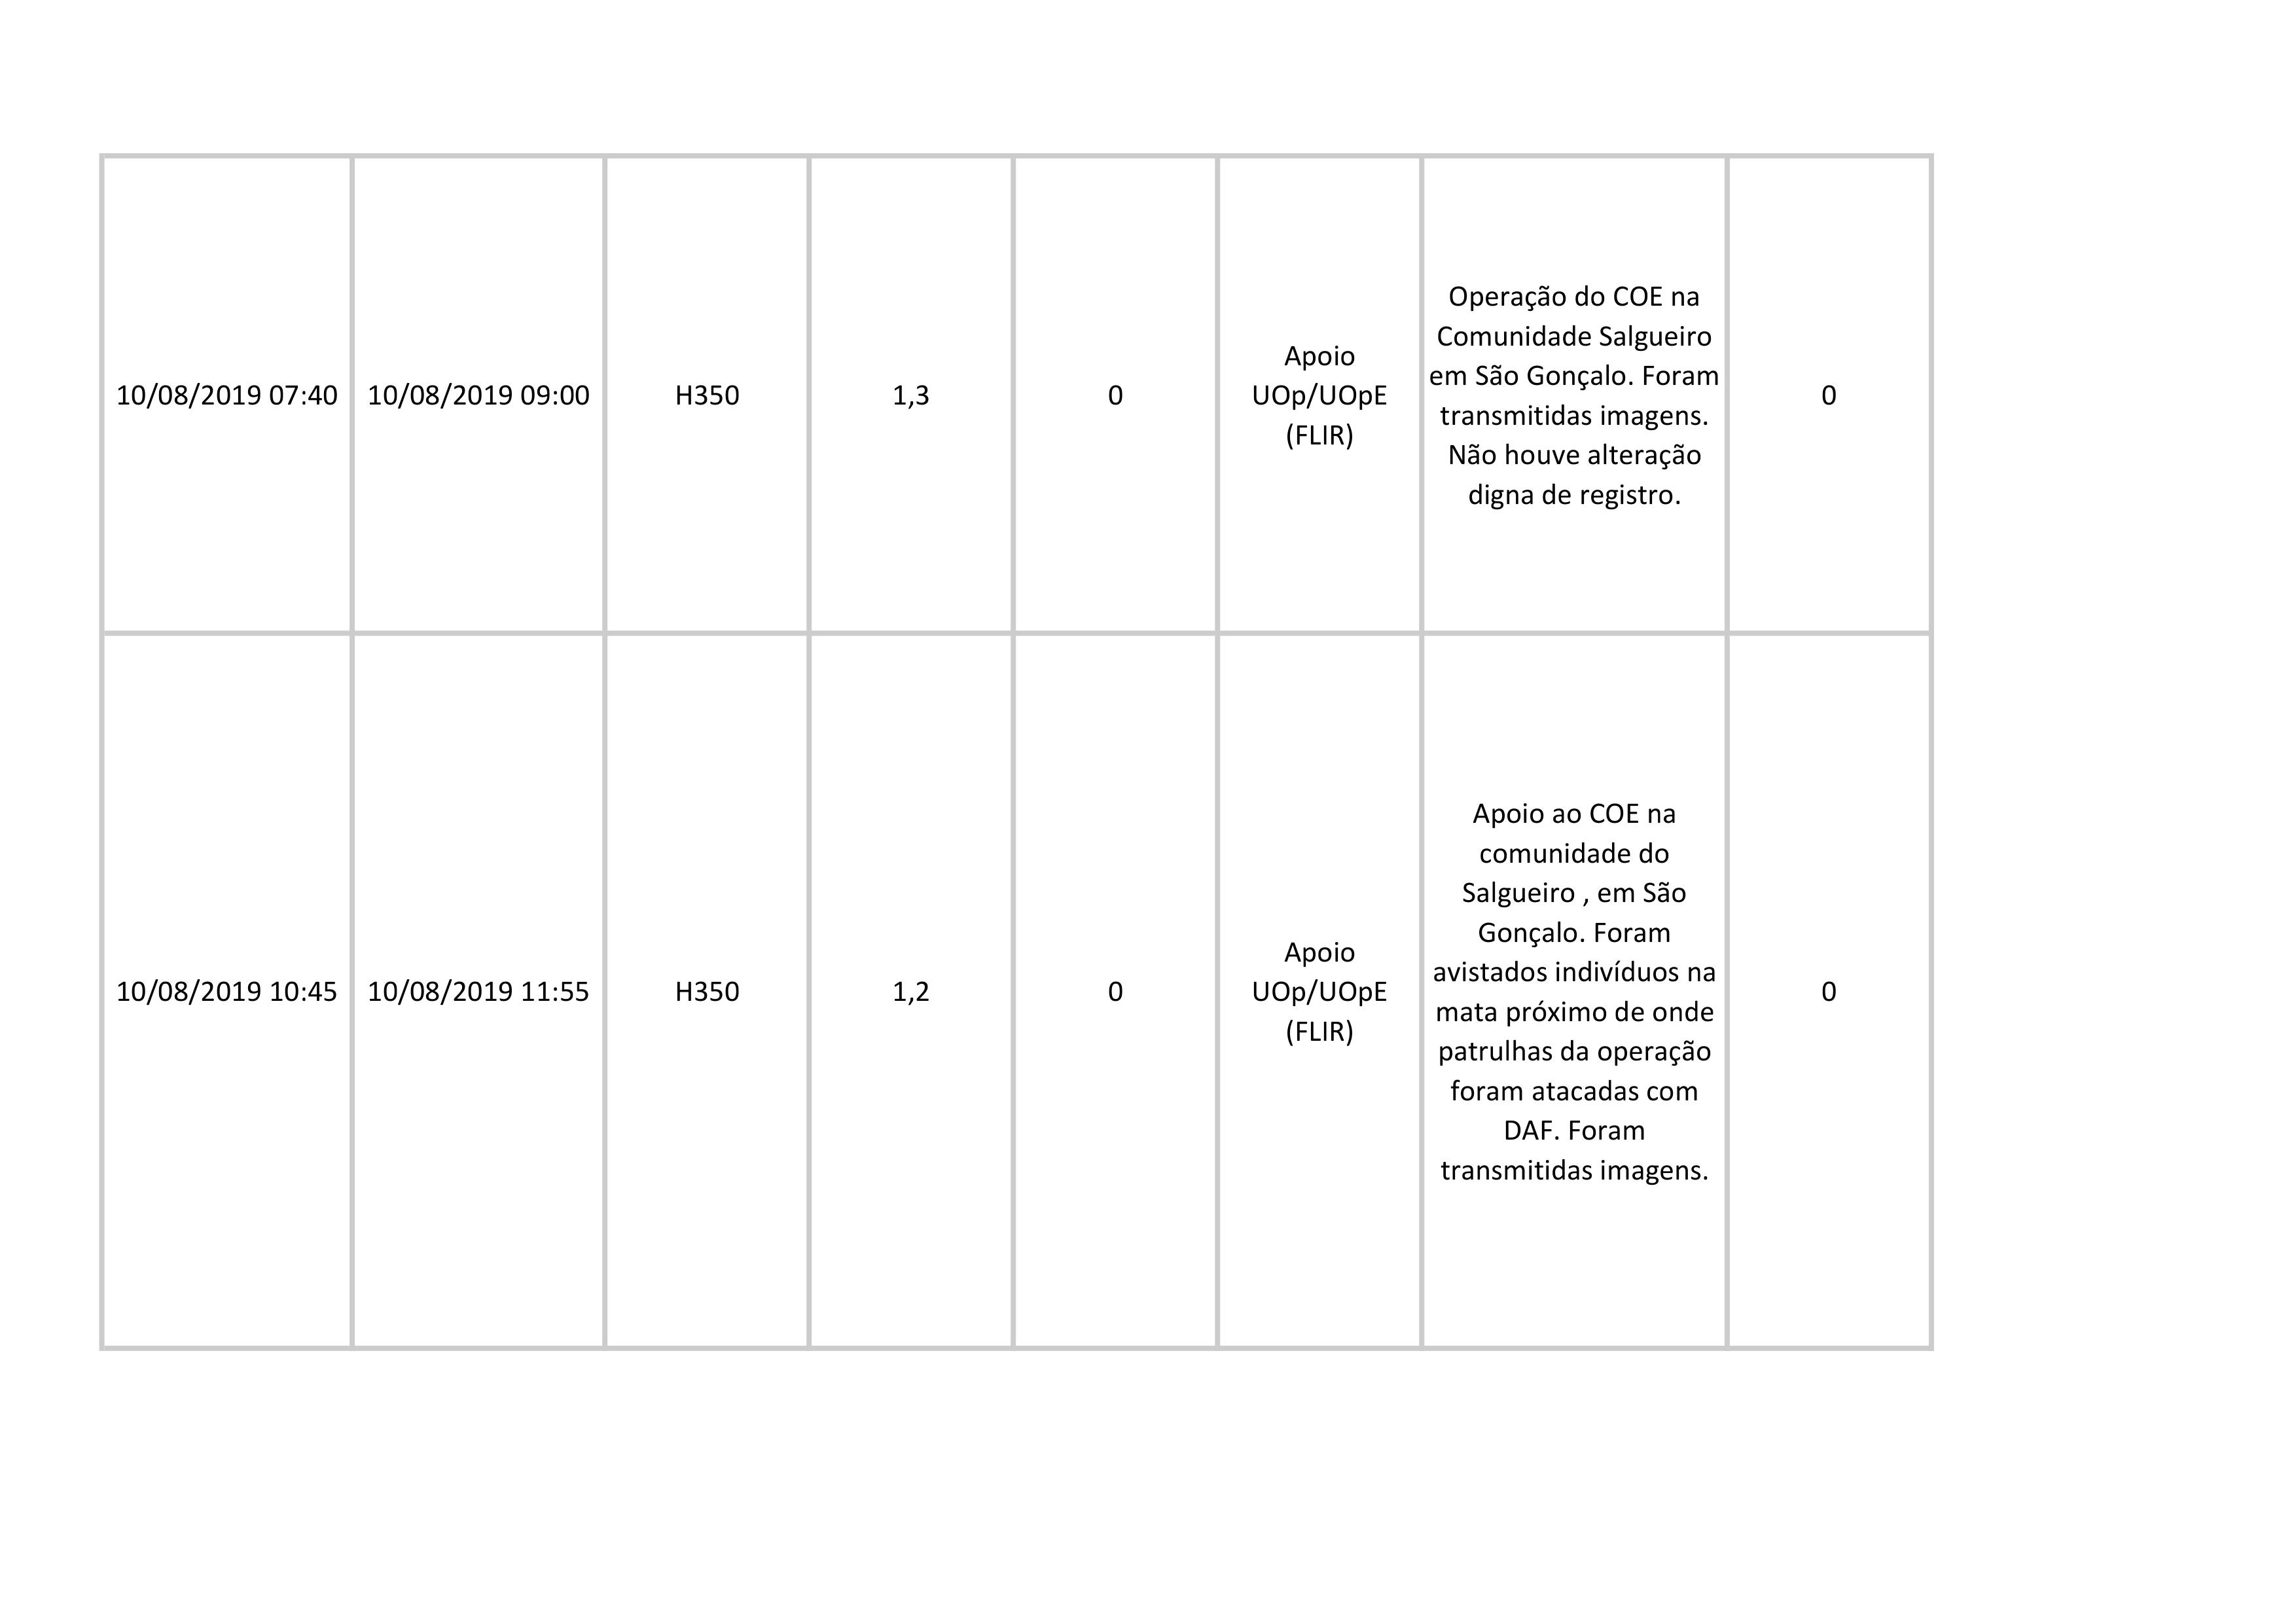 10/08/2019 07:40
10/08/2019 09:00
H350
1,3
0
Apoio
UOp/UOpE
(FLIR)
Operação do COE na
Comunidade Salgueiro
em São Gonçalo. Foram
transmitidas imagens.
Não houve alteração
digna de registro.
0
10/08/2019 10:45
10/08/2019 11:55
H350
1,2
0
Apoio
UOp/UOpE
(FLIR)
Apoio ao COE na
comunidade do
Salgueiro , em São
Gonçalo. Foram
avistados indivíduos na
mata próximo de onde
patrulhas da operação
foram atacadas com
DAF. Foram
transmitidas imagens.
0